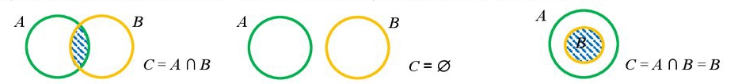 A B C = A ∩ B
A B C = ∅
A B C = A ∩ B = B